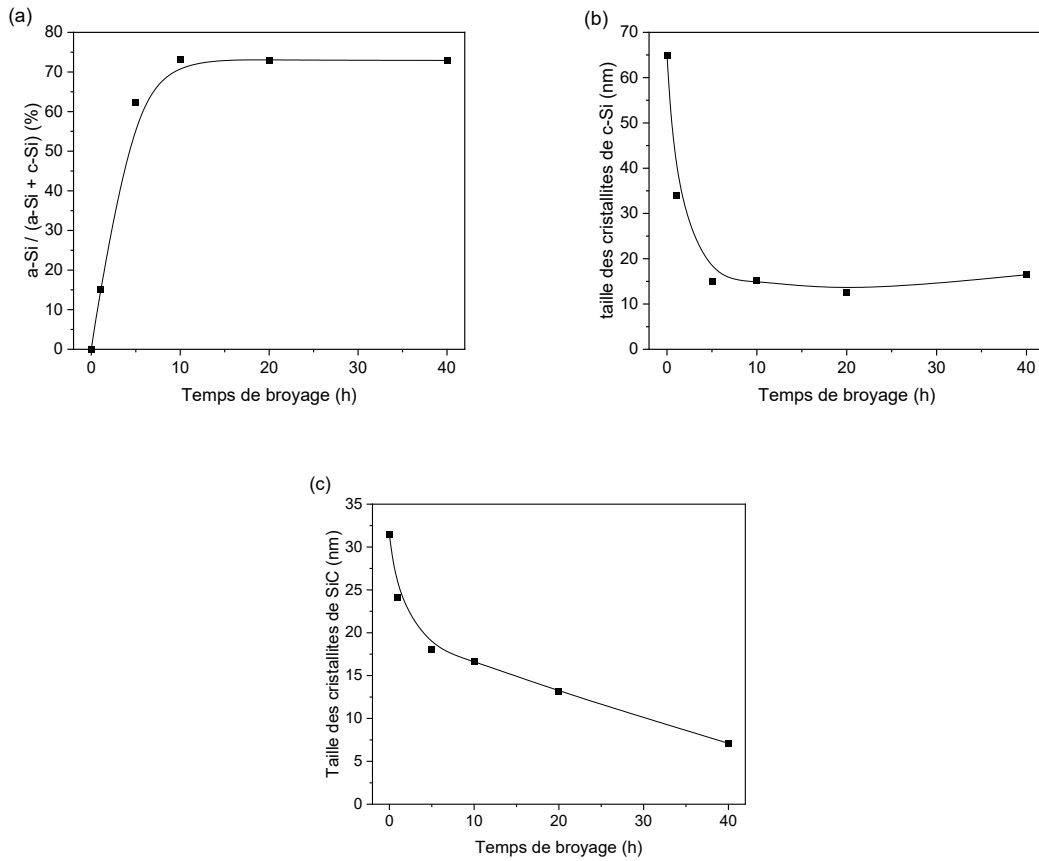 (a)
80
70
60
50
40
30
20
10
0
a-Si / (a-Si + c-Si) (%)
0 10 20 30 40
Temps de broyage (h)
(b)
70
60
50
40
30
20
10
0
taille des cristallites de c-Si (nm)
0 10 20 30 40
Temps de broyage (h)
(c)
35
30
25
20
15
10
5
0
Taille des cristallites de SiC (nm)
0 10 20 30 40
Temps de broyage (h)